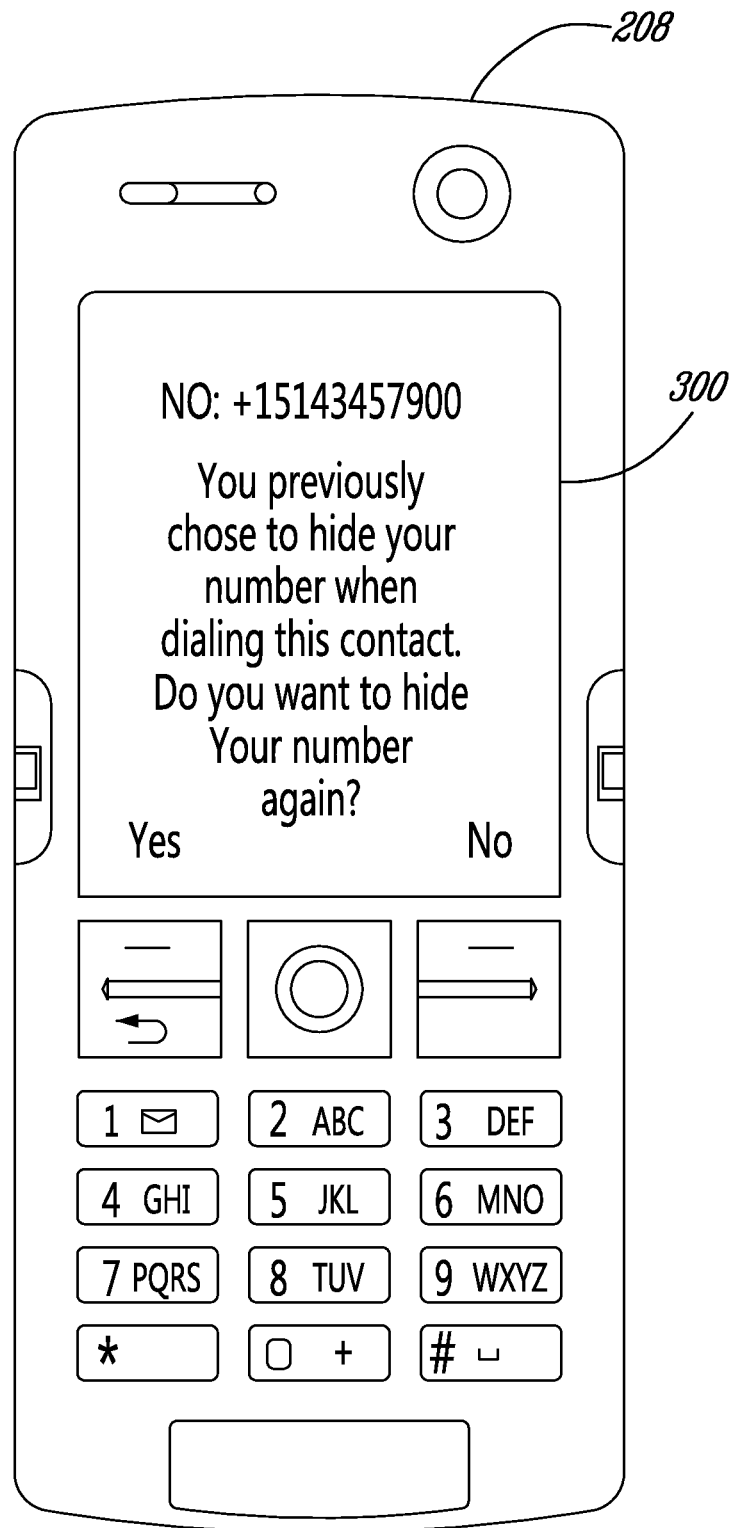 208
300
NO: +15143457900
You previously
chose to hide your
number when
dialing this contact.
Do you want to hide
Your number
again?
Yes No
1 2 ABC 3 DEF
4 GHI 5 JKL 6 MNO
7 PQRS 8 TUV 9 WXYZ
* 0 + # ⌴